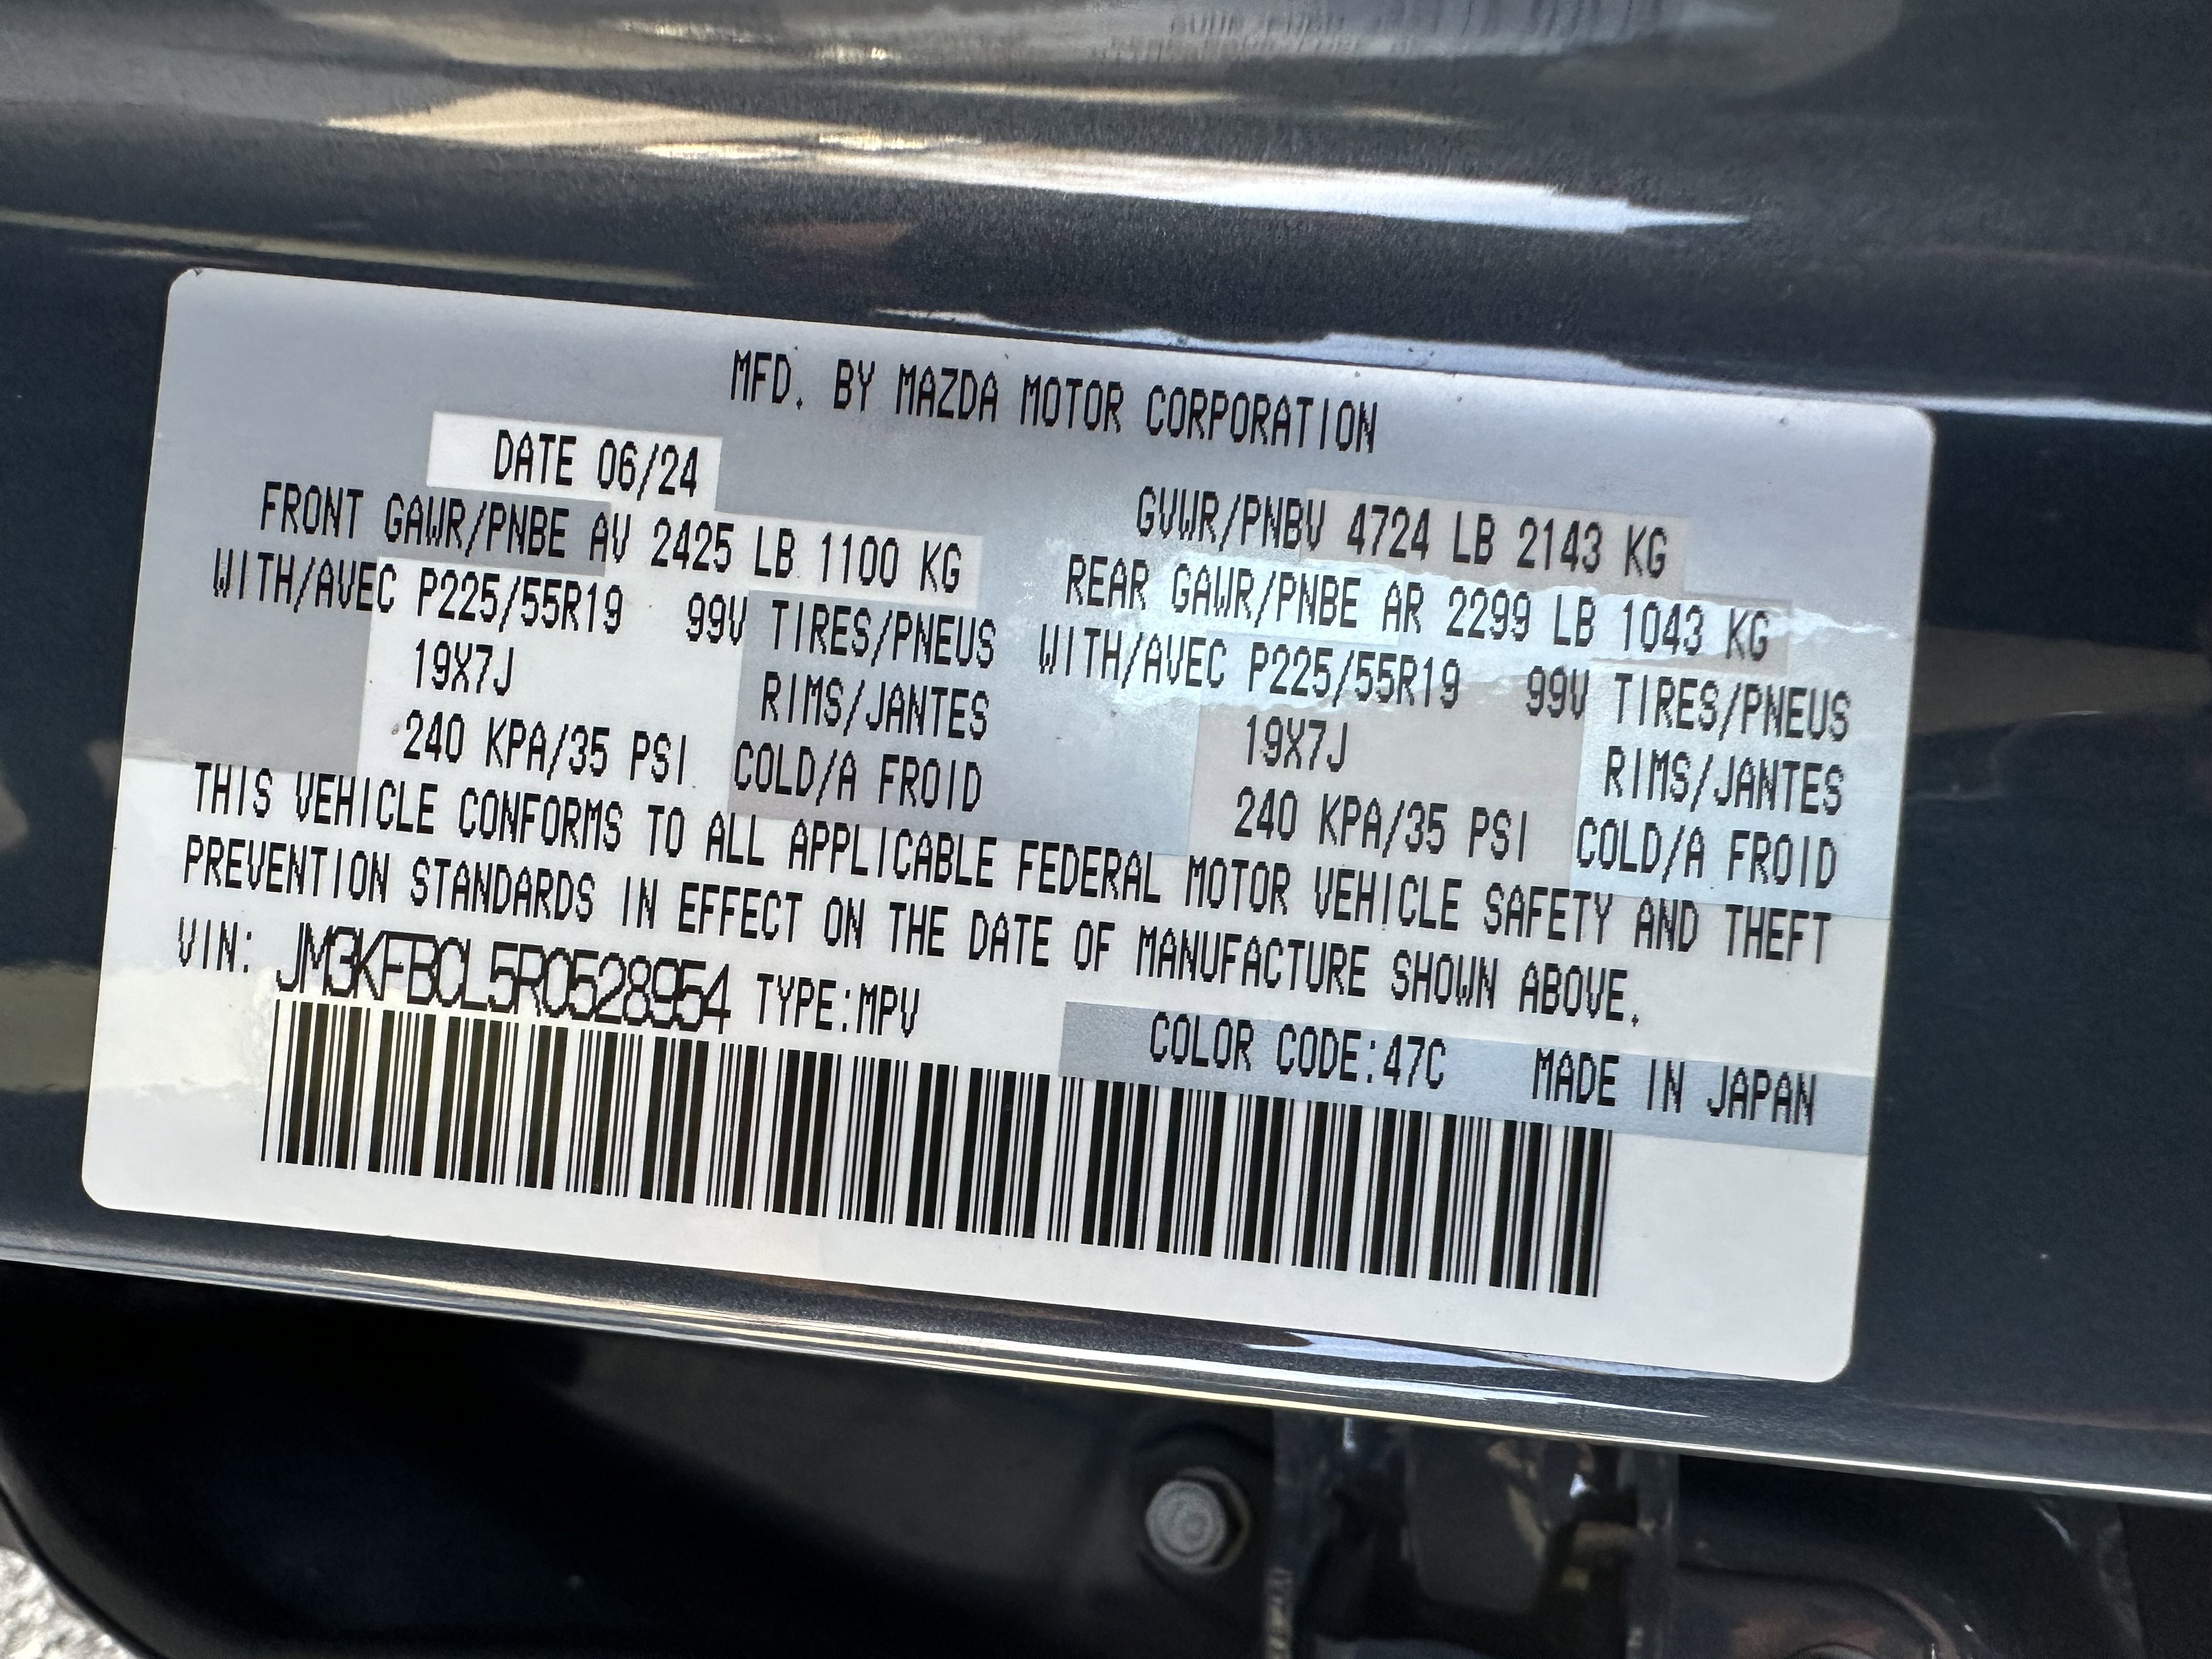 MFD. BY MAZDA MOTOR CORPORATION
DATE 06/24
GVWR/PNBV 4724 LB 2143 KG
FRONT GAWR/PNBE AV 2425 LB 1100 KG
REAR GAWR/PNBE AR 2299 LB 1043 KG
WITH/AVEC P225/55R19 99V TIRES/PNEUS
WITH/AVEC P225/55R19 99V TIRES/PNEUS
19X7J RIMS/JANTES
19X7J RIMS/JANTES
240 KPA/35 PSI COLD/A FROID
240 KPA/35 PSI COLD/A FROID
THIS VEHICLE CONFORMS TO ALL APPLICABLE FEDERAL MOTOR VEHICLE SAFETY AND THEFT
PREVENTION STANDARDS IN EFFECT ON THE DATE OF MANUFACTURE SHOWN ABOVE.
VIN: JM3KFBCL5R0528954 TYPE:MPV
COLOR CODE:47C MADE IN JAPAN